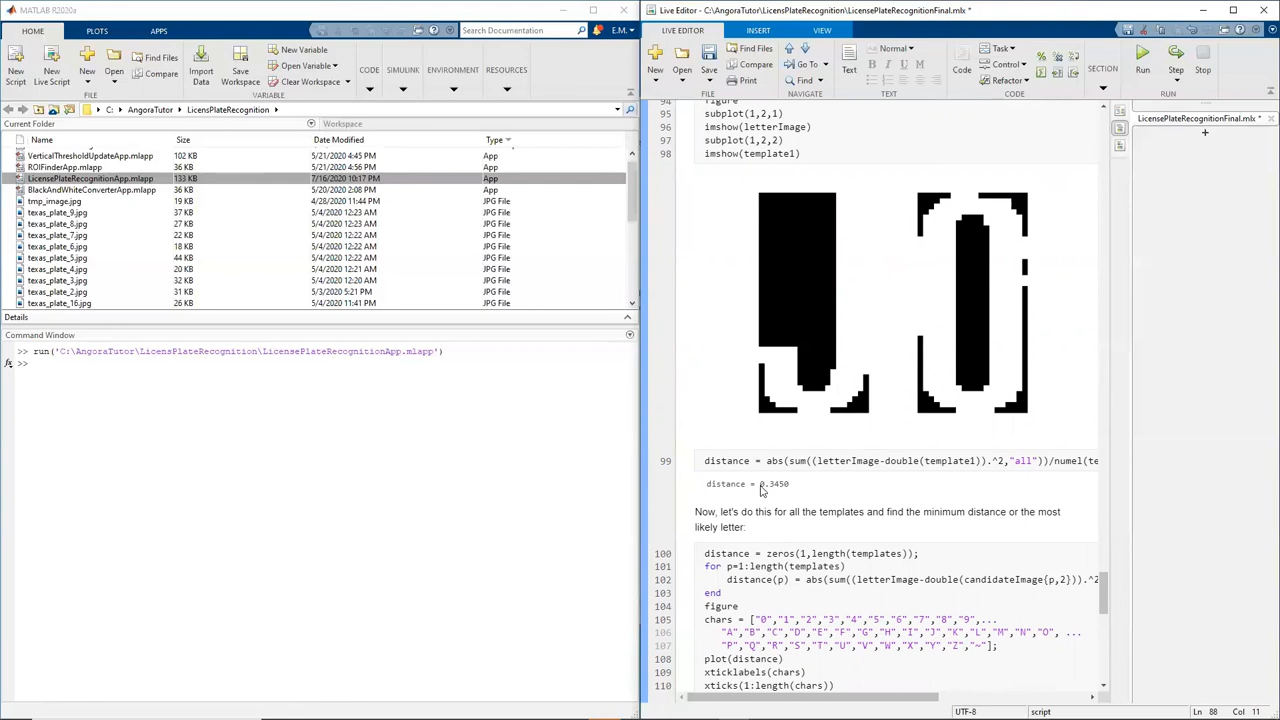 MATLAB R2020a
HOME PLOTS APPS
Search Documentation
E.M.
New Script
New Live Script
New
Open
Find Files
Compare
Import Data
Save Workspace
New Variable
Open Variable
Clear Workspace
VARIABLE
CODE
SIMULINK
ENVIRONMENT
RESOURCES
FILE
C: AngoraTutor LicensPlateRecognition
Current Folder
Workspace
Name Size Date Modified Type
VerticalThresholdUpdateApp.mlapp 102 KB 5/21/2020 4:45 PM App
ROIFinderApp.mlapp 36 KB 5/21/2020 4:56 PM App
LicensePlateRecognitionApp.mlapp 133 KB 7/16/2020 10:17 PM App
BlackAndWhiteConverterApp.mlapp 36 KB 5/20/2020 2:08 PM App
tmp_image.jpg 19 KB 4/28/2020 11:44 PM JPG File
texas_plate_9.jpg 37 KB 5/4/2020 12:23 AM JPG File
texas_plate_8.jpg 27 KB 5/4/2020 12:23 AM JPG File
texas_plate_7.jpg 22 KB 5/4/2020 12:22 AM JPG File
texas_plate_6.jpg 18 KB 5/4/2020 12:22 AM JPG File
texas_plate_5.jpg 44 KB 5/4/2020 12:22 AM JPG File
texas_plate_4.jpg 20 KB 5/4/2020 12:21 AM JPG File
texas_plate_3.jpg 32 KB 5/4/2020 12:20 AM JPG File
texas_plate_2.jpg 31 KB 5/3/2020 5:21 PM JPG File
texas_plate_16.jpg 26 KB 5/4/2020 11:41 PM JPG File
Details
Command Window
>> run('C:\AngoraTutor\LicensPlateRecognition\LicensePlateRecognitionApp.mlapp')
fx >>
Live Editor - C:\AngoraTutor\LicensPlateRecognition\LicensePlateRecognitionFinal.mlx *
LIVE EDITOR INSERT VIEW
New
Open
Save
Find Files
Compare
Print
Go To
Find
Text
Normal
B I U M
Code
Task
Control
Refactor
SECTION
Run
Step
Stop
FILE NAVIGATE TEXT CODE RUN
LicensePlateRecognitionFinal.mlx * ×
+
94 figure
95 subplot(1,2,1)
96 imshow(letterImage)
97 subplot(1,2,2)
98 imshow(template1)
99 distance = abs(sum((letterImage-double(template1)).^2,"all"))/numel(te
distance = 0.3450
Now, let's do this for all the templates and find the minimum distance or the most
likely letter:
100 distance = zeros(1,length(templates));
101 for p=1:length(templates)
102 distance(p) = abs(sum((letterImage-double(candidateImage{p,2})).^2
103 end
104 figure
105 chars = ["0","1","2","3","4","5","6","7","8","9",...
106 "A","B","C","D","E","F","G","H","I","J","K","L","M","N","O", ...
107 "P","Q","R","S","T","U","V","W","X","Y","Z","~"];
108 plot(distance)
109 xticklabels(chars)
110 xticks(1:length(chars))
UTF-8 script Ln 88 Col 11